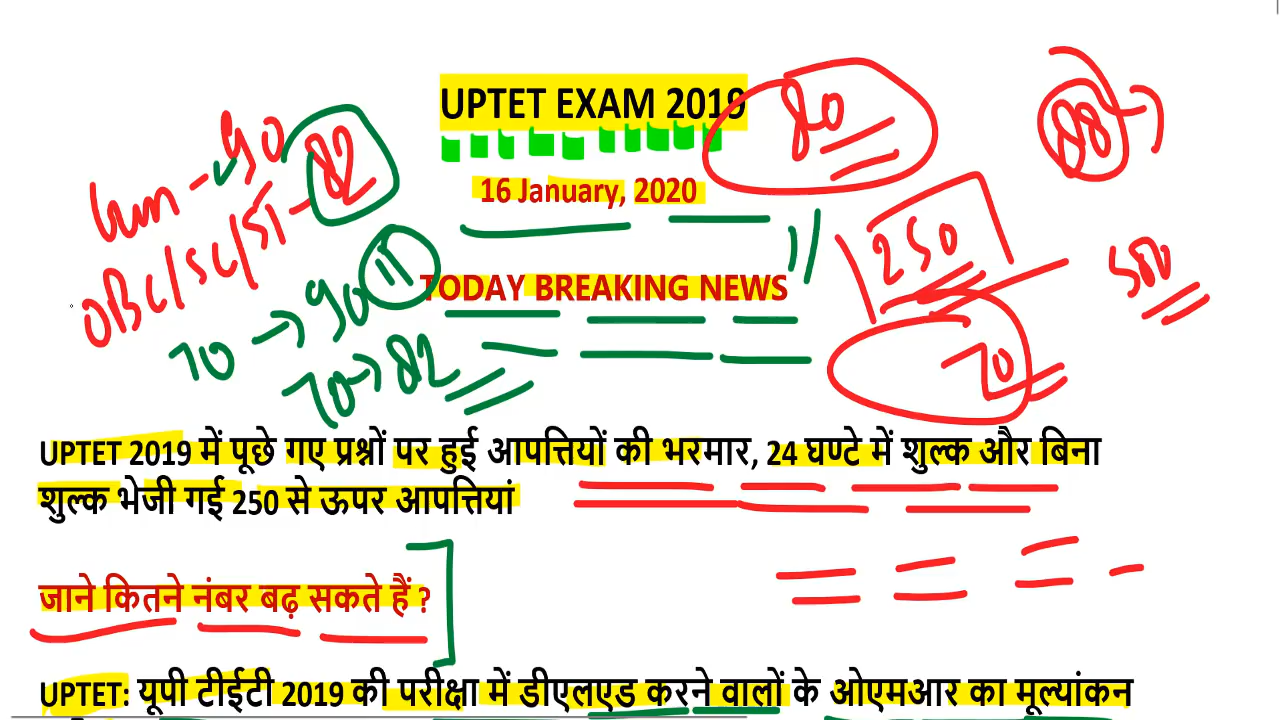 UPTET EXAM 2019
80
88
90
OBC/SC/ST - 82
16 January, 2020
250
500
TODAY BREAKING NEWS
70 → 90
70 → 82
70
UPTET 2019 में पूछे गए प्रश्नों पर हुई आपत्तियों की भरमार, 24 घण्टे में शुल्क और बिना
शुल्क भेजी गई 250 से ऊपर आपत्तियां
जाने कितने नंबर बढ़ सकते हैं ?
UPTET: यूपी टीईटी 2019 की परीक्षा में डीएलएड करने वालों के ओएमआर का मूल्यांकन